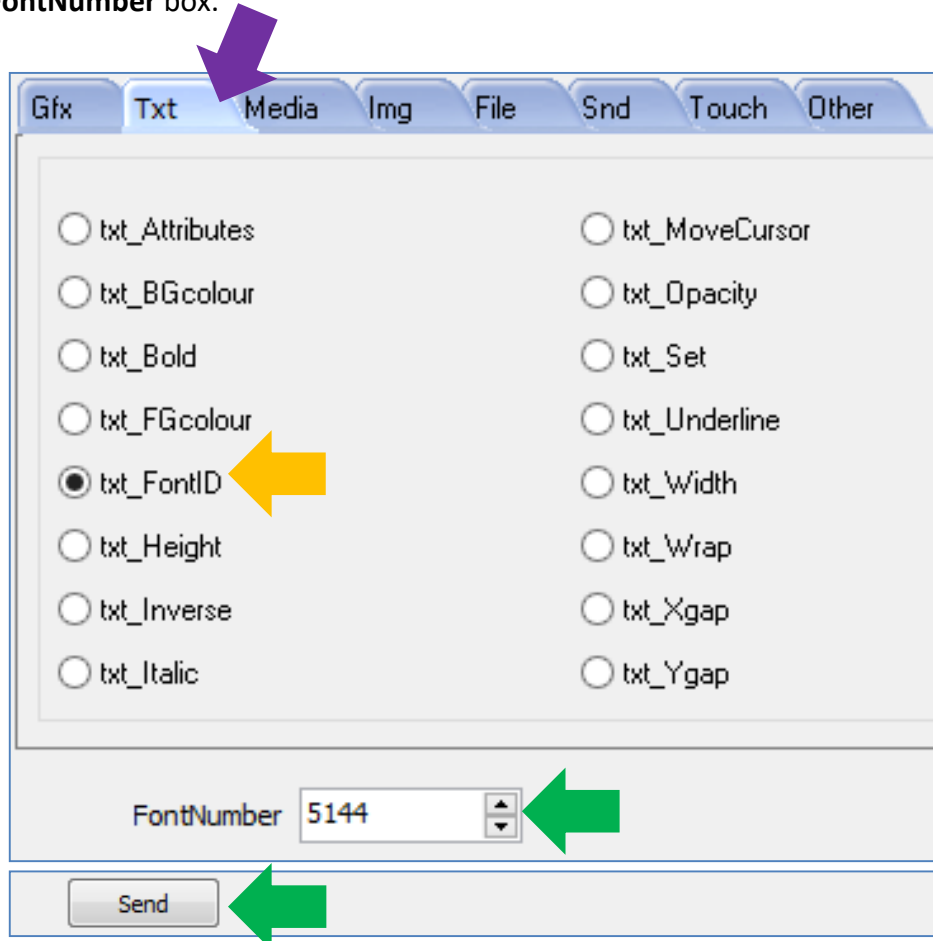 FontNumber box.
Gfx Txt Media Img File Snd Touch Other
txt_Attributes txt_MoveCursor
txt_BGcolour txt_Opacity
txt_Bold txt_Set
txt_FGcolour txt_Underline
txt_FontID txt_Width
txt_Height txt_Wrap
txt_Inverse txt_Xgap
txt_Italic txt_Ygap
FontNumber 5144
Send